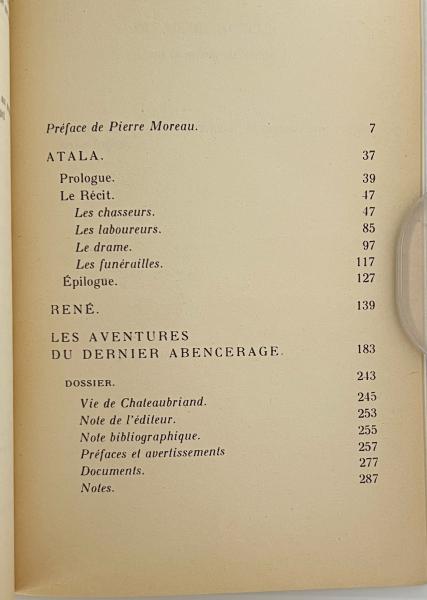 Préface de Pierre Moreau. 7
ATALA. 37
Prologue. 39
Le Récit. 47
Les chasseurs. 47
Les laboureurs. 85
Le drame. 97
Les funérailles. 117
Épilogue. 127
RENÉ. 139
LES AVENTURES
DU DERNIER ABENCERAGE. 183
DOSSIER. 243
Vie de Chateaubriand. 245
Note de l'éditeur. 253
Note bibliographique. 255
Préfaces et avertissements 257
Documents. 277
Notes. 287